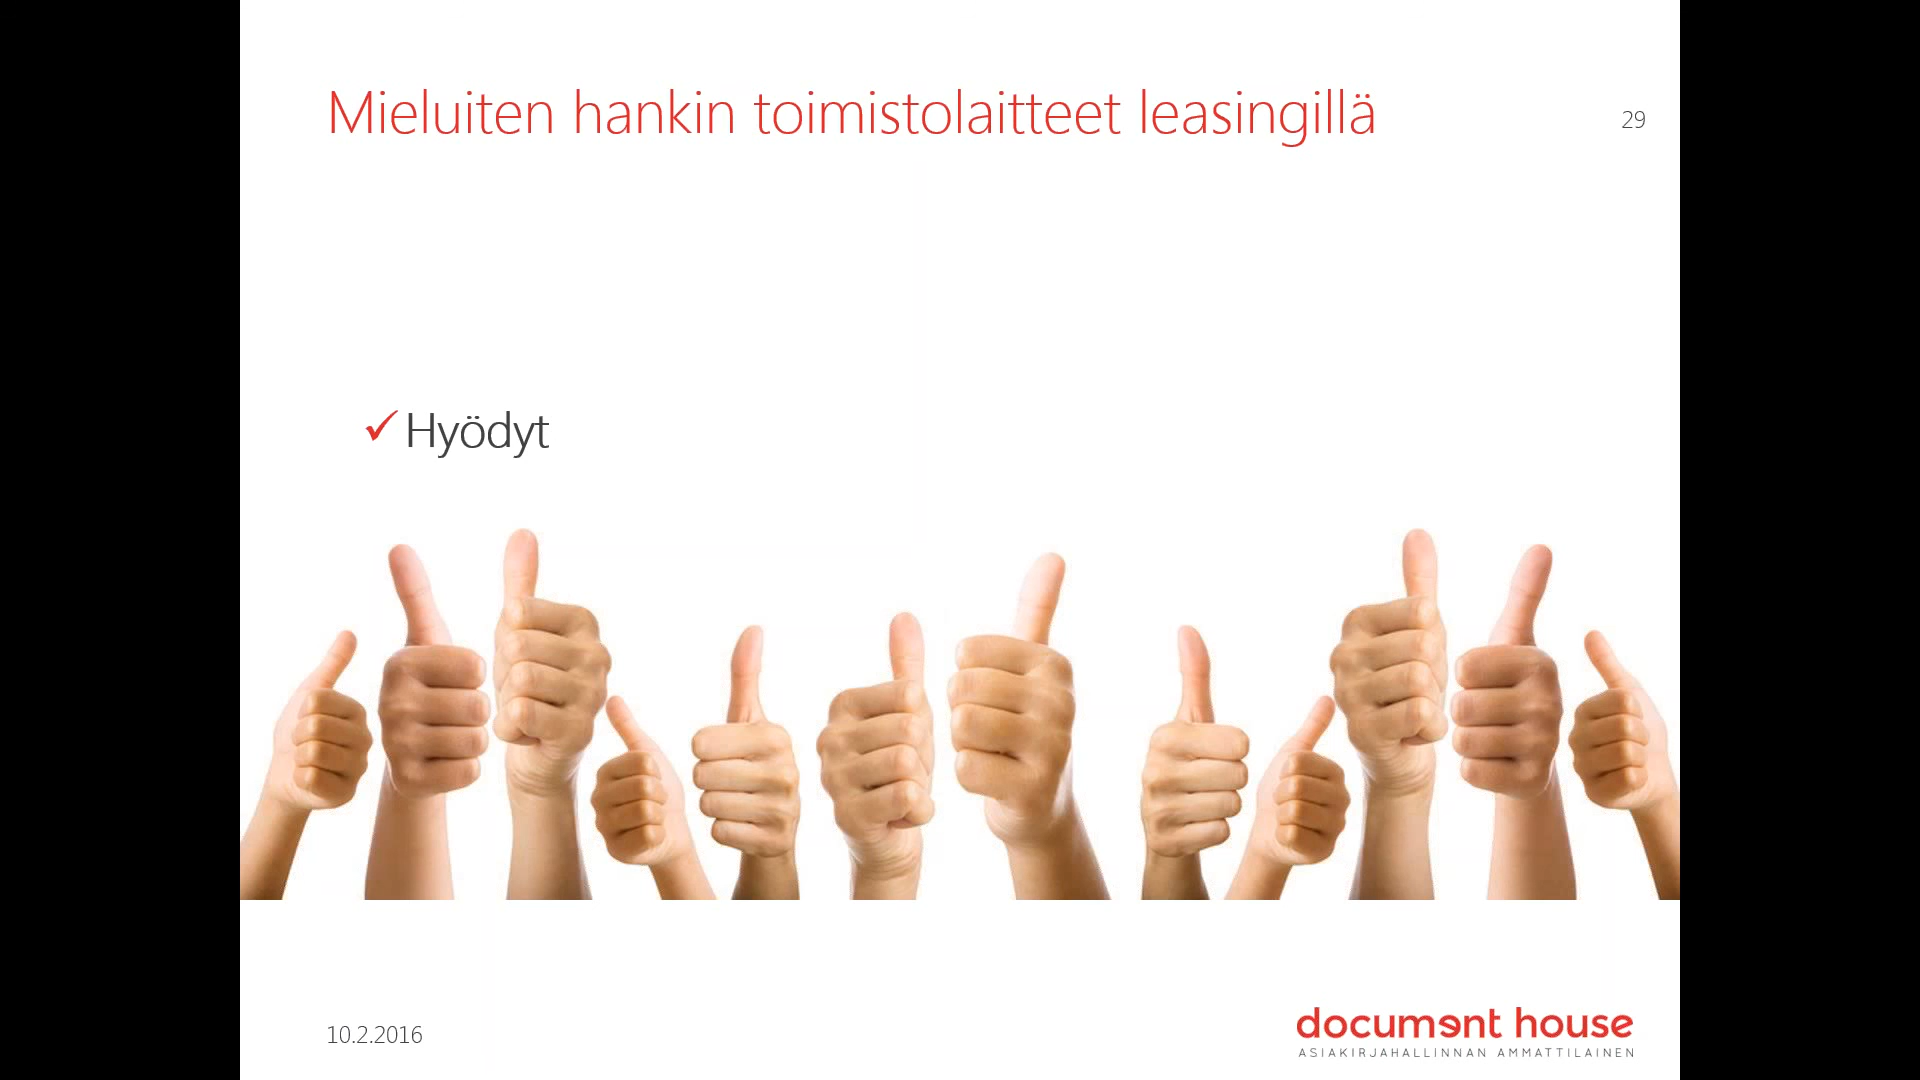 Mieluiten hankin toimistolaitteet leasingillä
29
Hyödyt
10.2.2016
document house
ASIAKIRJAHALLINNAN AMMATTILAINEN